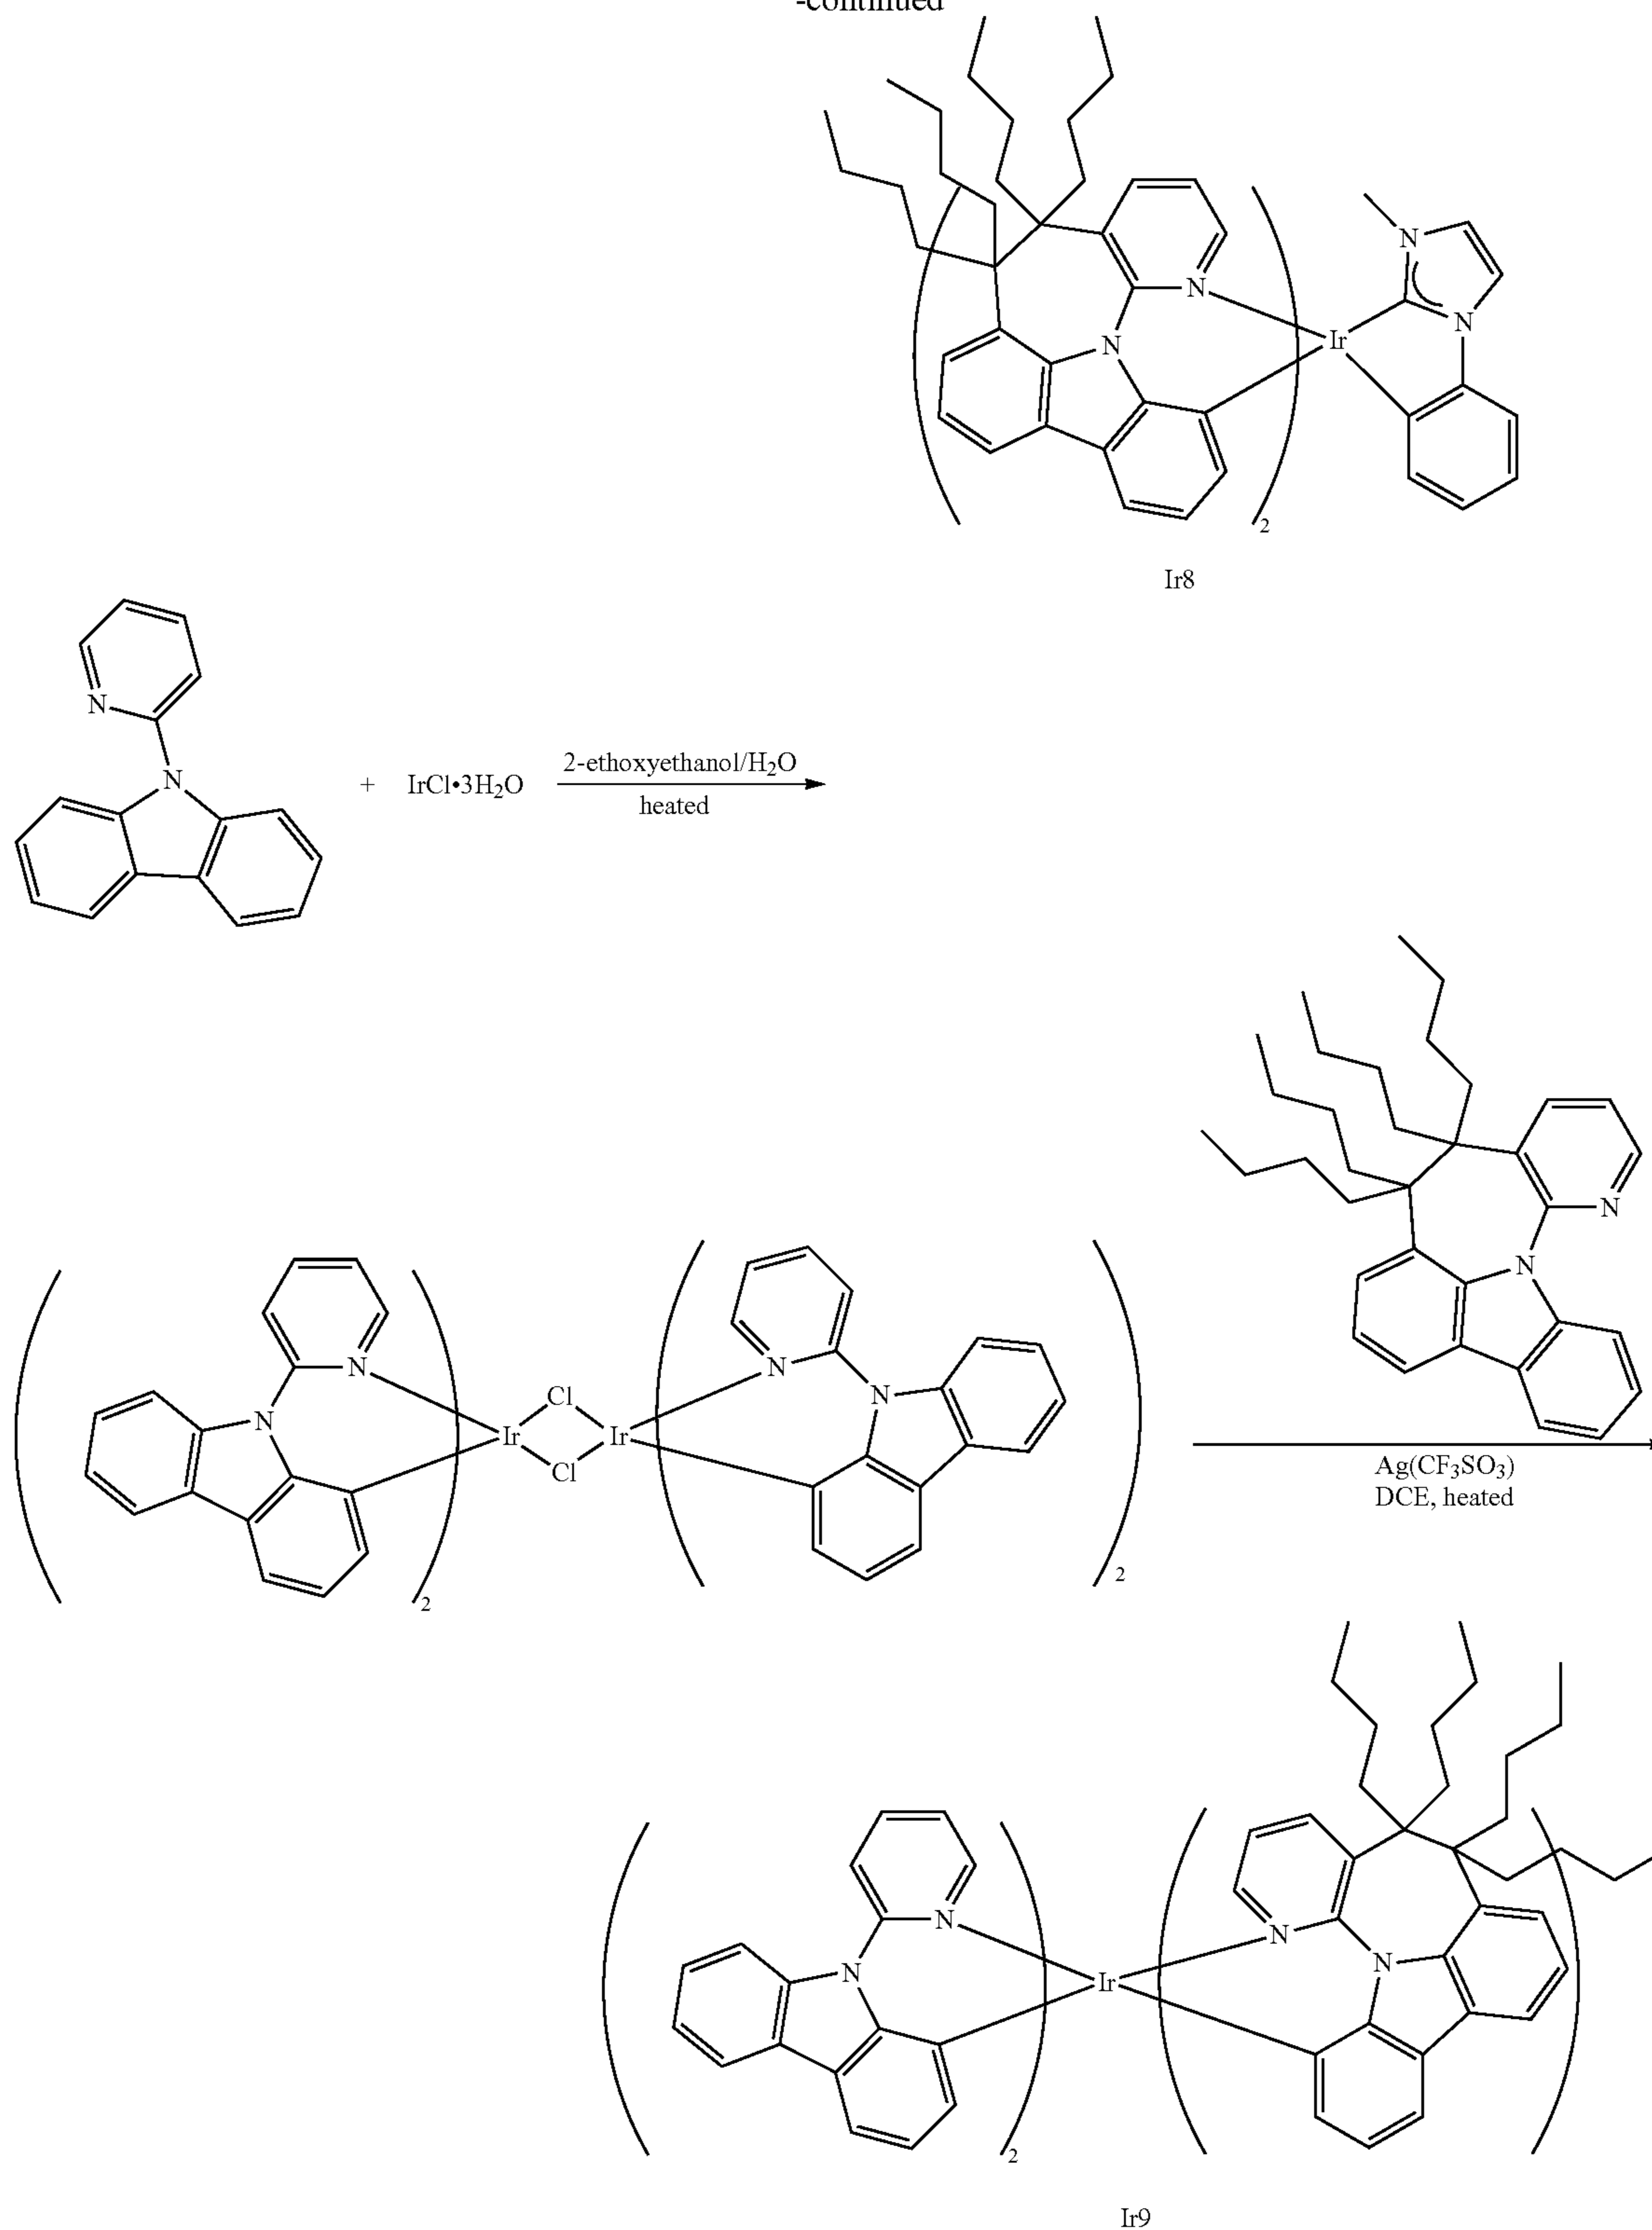 -continued
N
N
N
N
Ir
2
Ir8
N
N
+ IrCl•3H₂O
2-ethoxyethanol/H₂O
heated
N
N
N
N
2
Ir
Cl
Cl
Ir
N
N
2
Ag(CF₃SO₃)
DCE, heated
N
N
2
Ir
N
N
Ir9